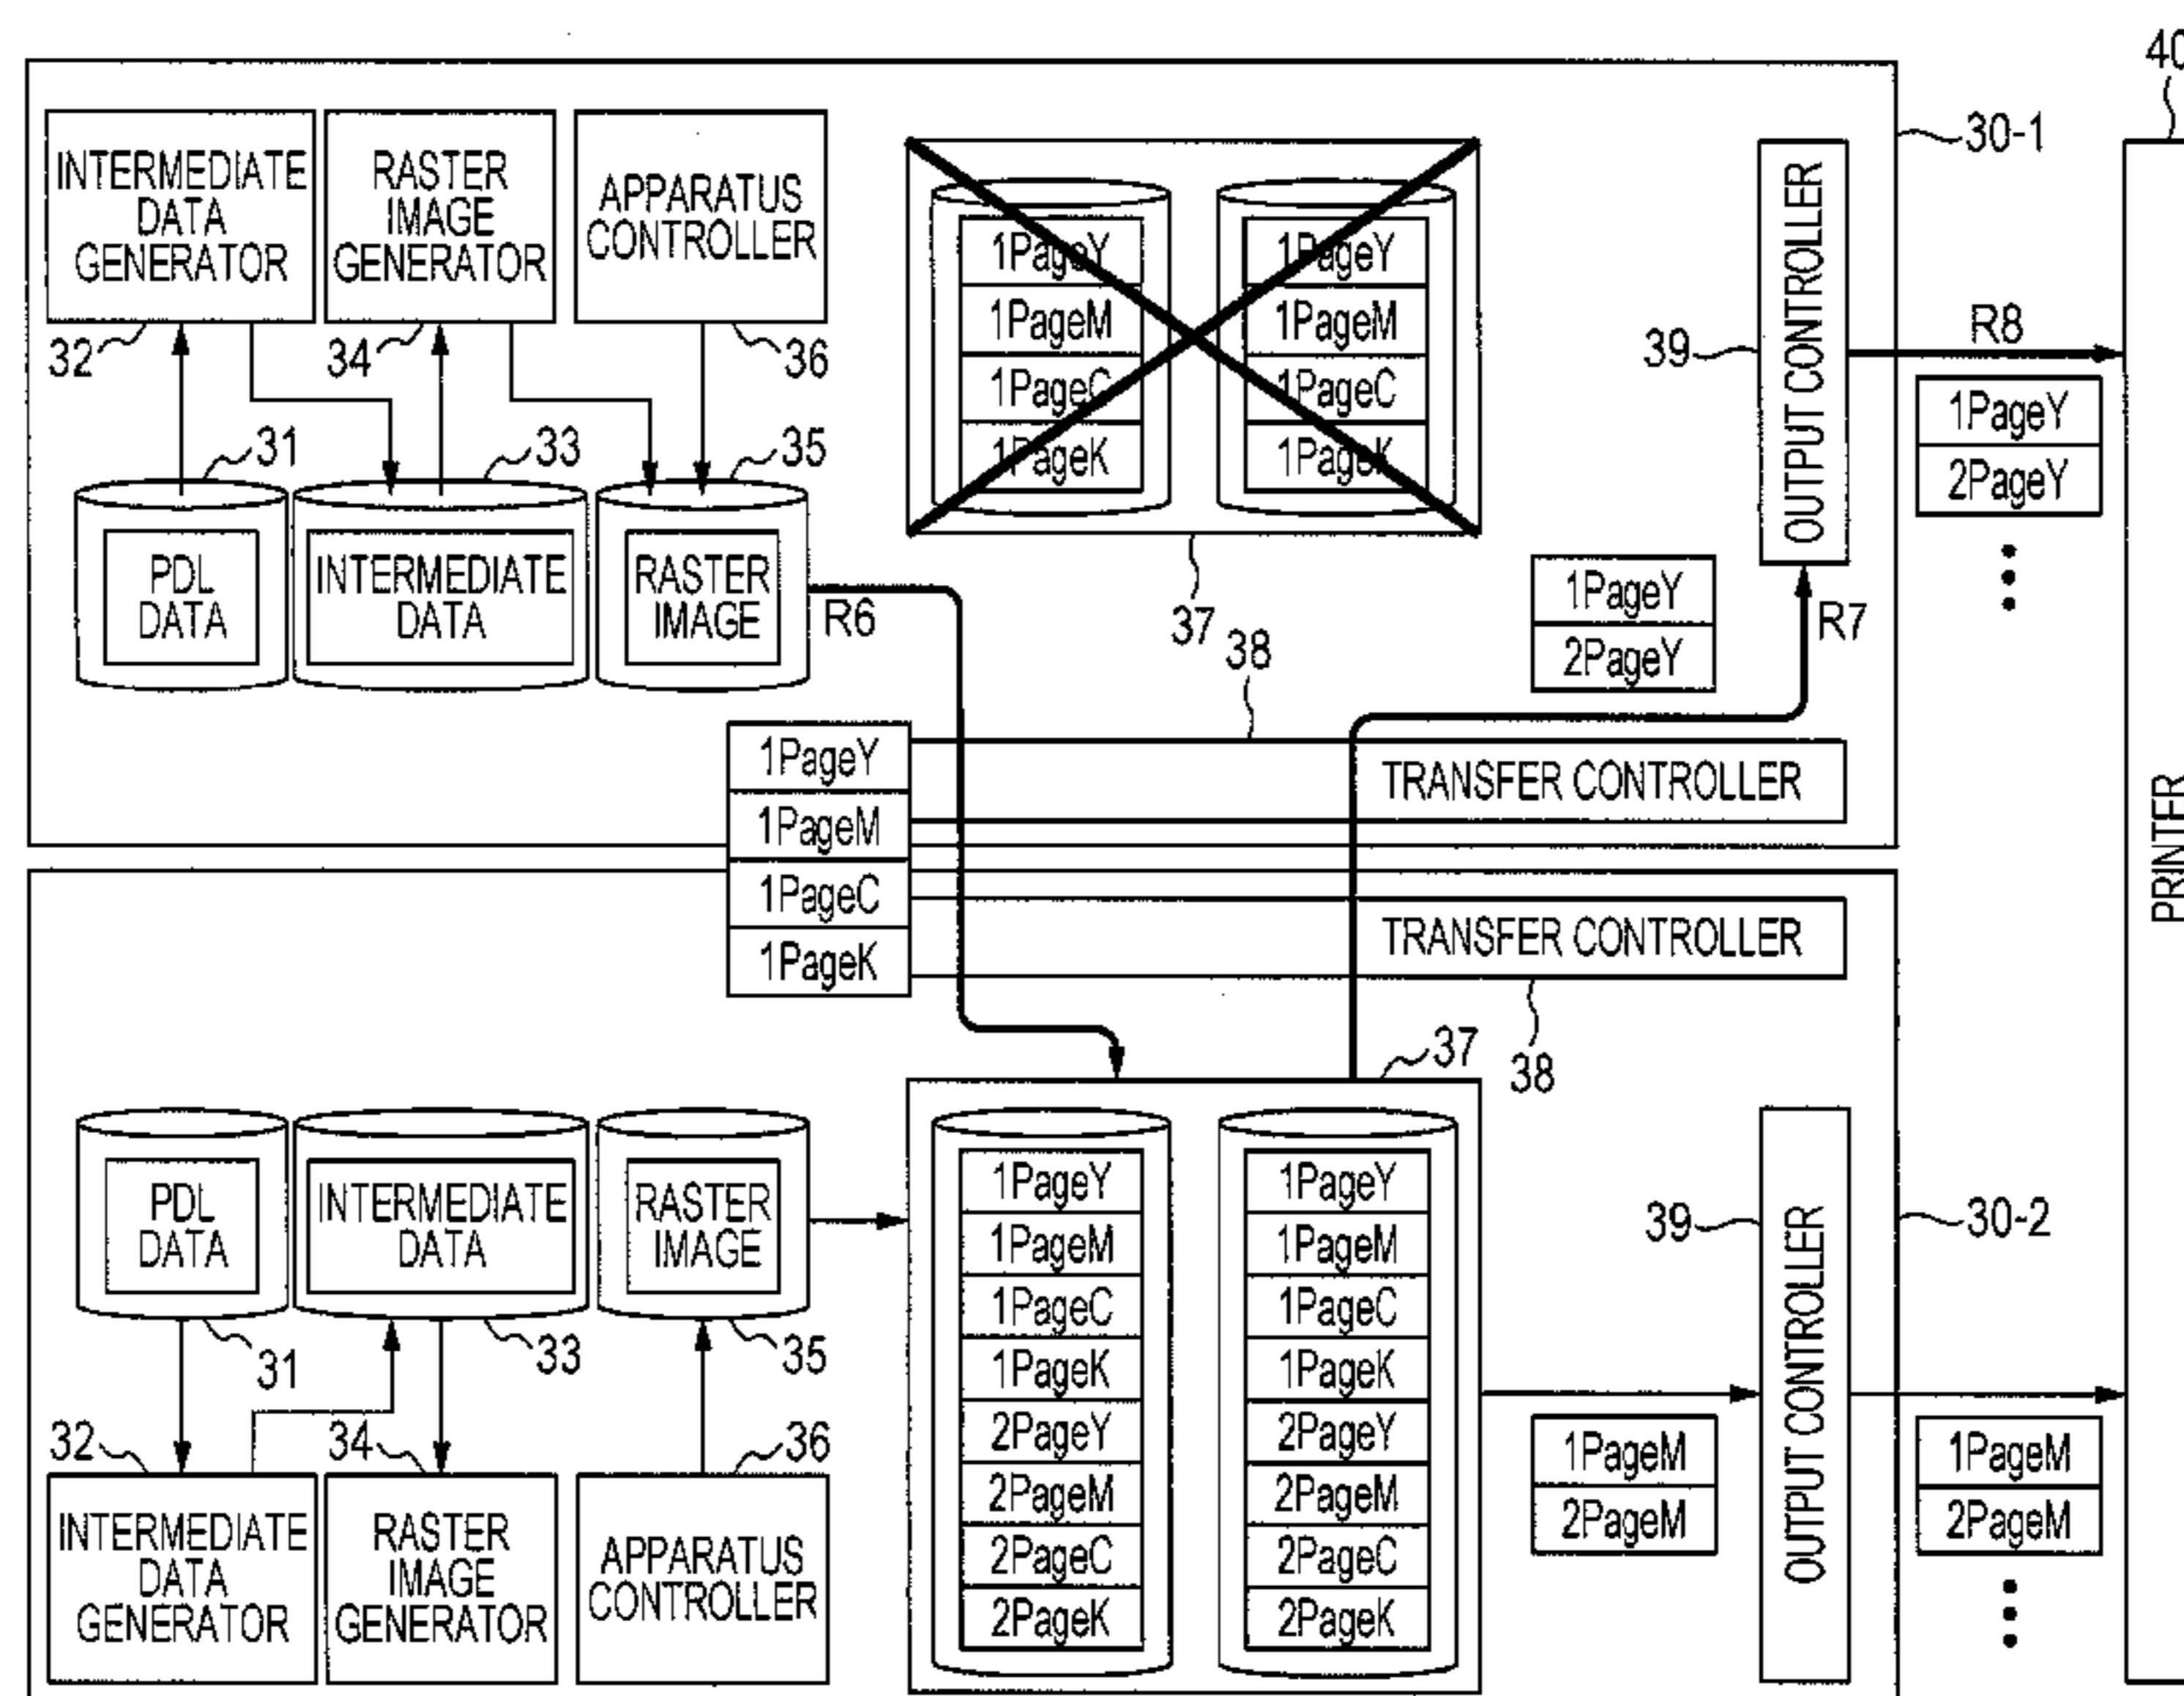 40
30-1
INTERMEDIATE
DATA
GENERATOR
RASTER
IMAGE
GENERATOR
APPARATUS
CONTROLLER
32
34
36
1PageY
1PageM
1PageC
1PageK
1PageY
1PageM
1PageC
1PageK
37
39
OUTPUT CONTROLLER
R8
1PageY
2PageY
31
33
35
PDL
DATA
INTERMEDIATE
DATA
RASTER
IMAGE
R6
1PageY
2PageY
R7
38
1PageY
1PageM
1PageC
1PageK
TRANSFER CONTROLLER
TRANSFER CONTROLLER
38
PRINTER
37
PDL
DATA
INTERMEDIATE
DATA
RASTER
IMAGE
31
33
35
32
34
36
INTERMEDIATE
DATA
GENERATOR
RASTER
IMAGE
GENERATOR
APPARATUS
CONTROLLER
1PageY
1PageM
1PageC
1PageK
2PageY
2PageM
2PageC
2PageK
1PageY
1PageM
1PageC
1PageK
2PageY
2PageM
2PageC
2PageK
39
OUTPUT CONTROLLER
30-2
1PageM
2PageM
1PageM
2PageM